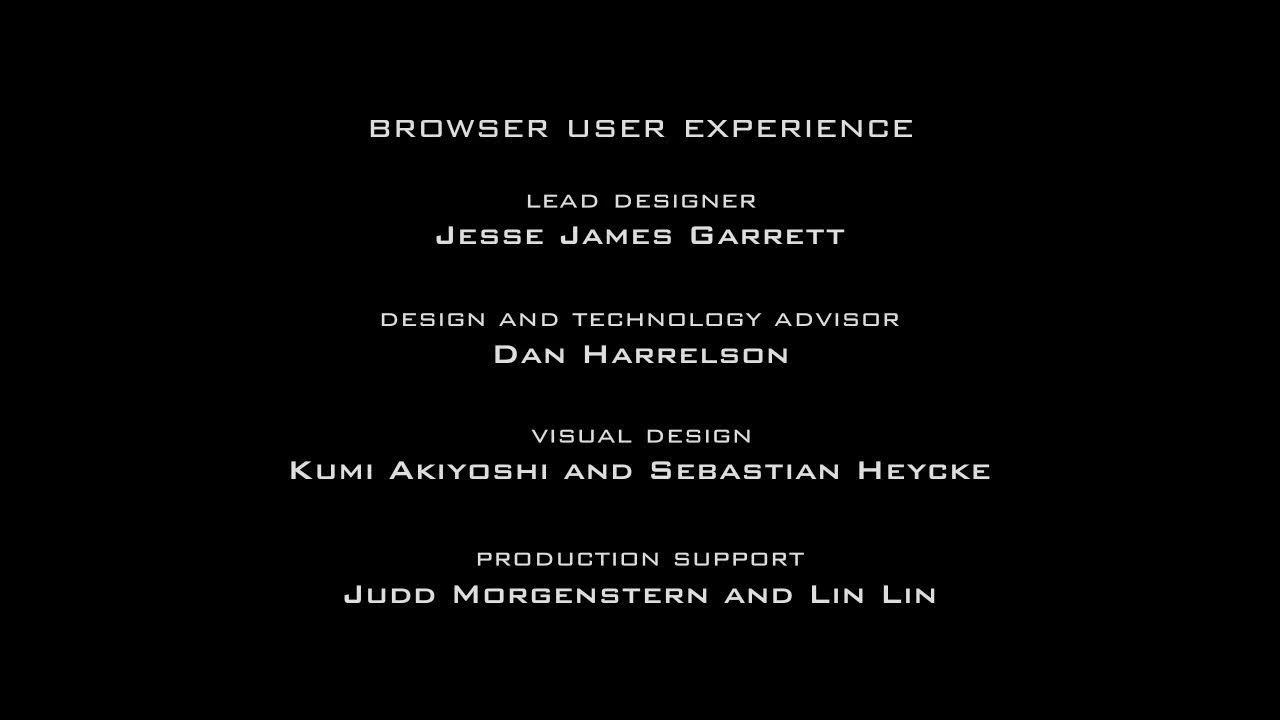 BROWSER USER EXPERIENCE
LEAD DESIGNER
JESSE JAMES GARRETT
DESIGN AND TECHNOLOGY ADVISOR
DAN HARRELSON
VISUAL DESIGN
KUMI AKIYOSHI AND SEBASTIAN HEYCKE
PRODUCTION SUPPORT
JUDD MORGENSTERN AND LIN LIN